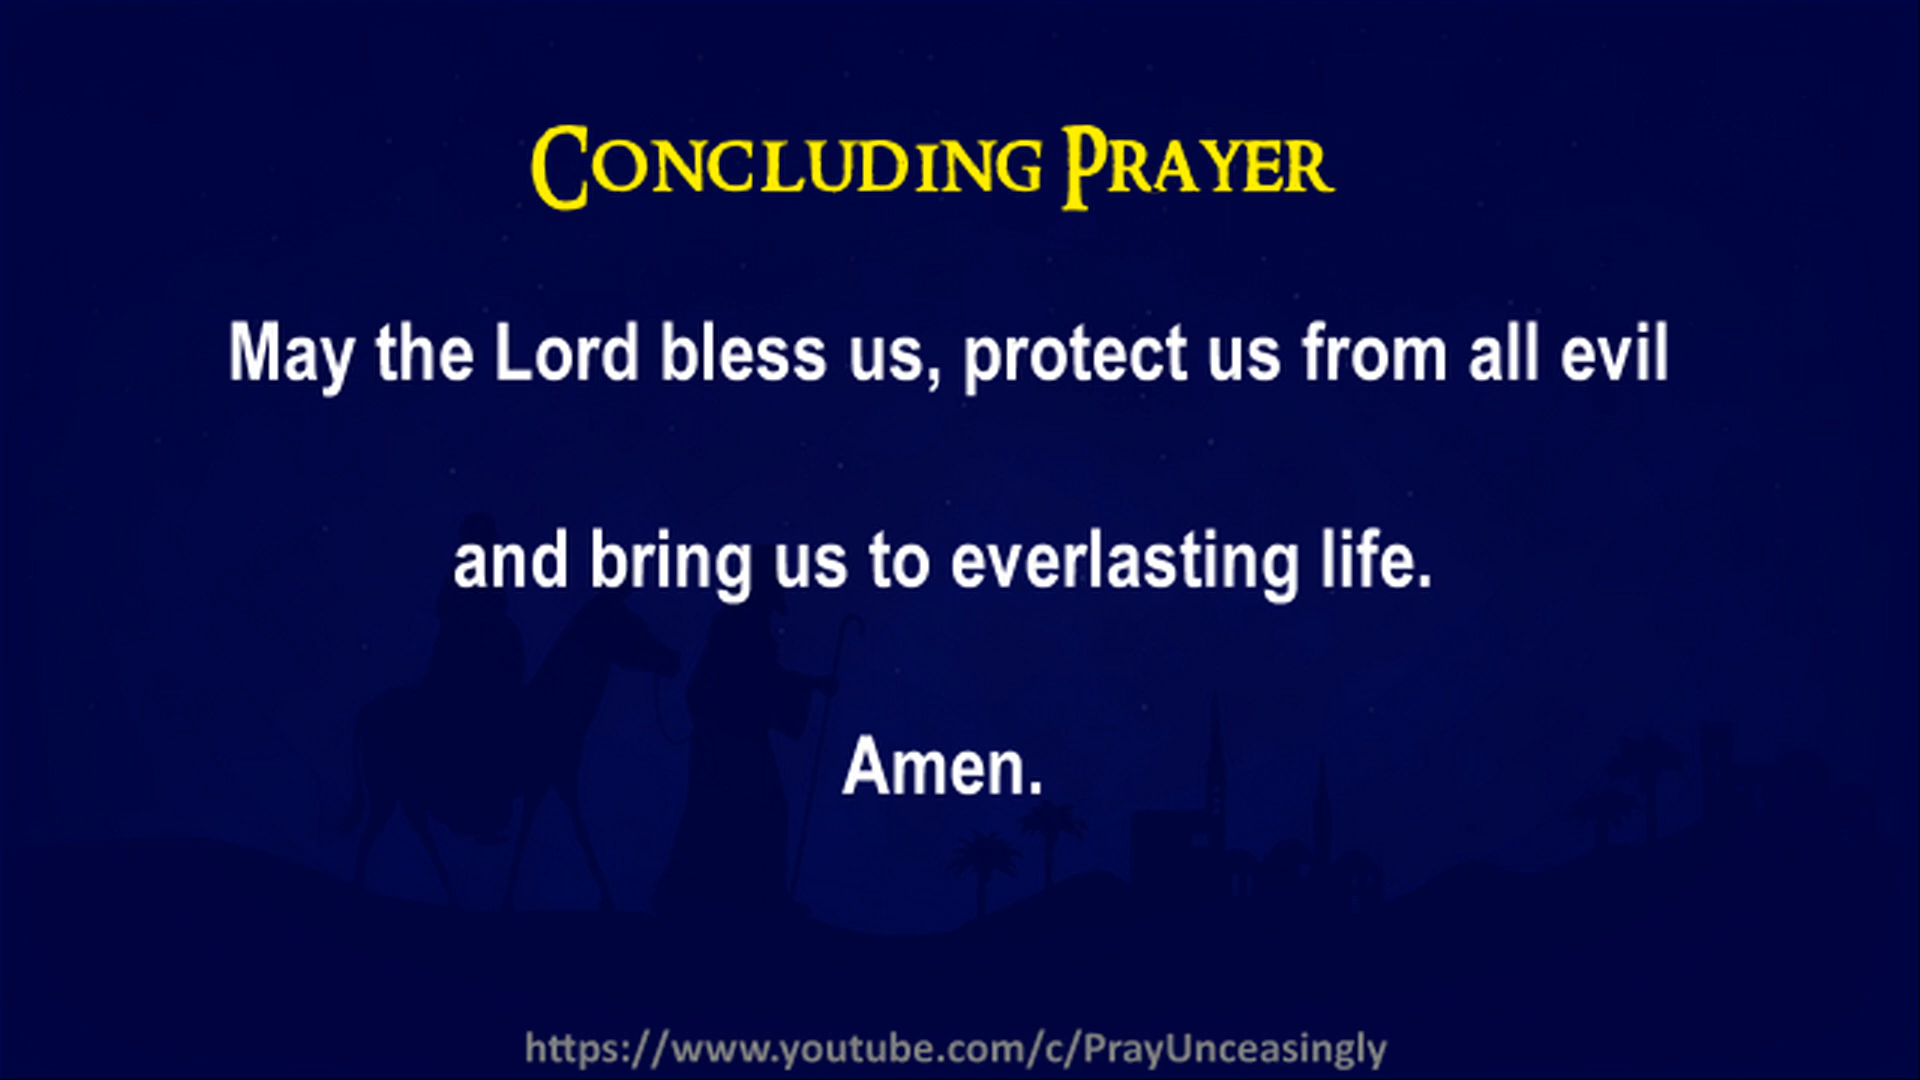 Concluding Prayer
May the Lord bless us, protect us from all evil
and bring us to everlasting life.
Amen.
https://www.youtube.com/c/PrayUnceasingly